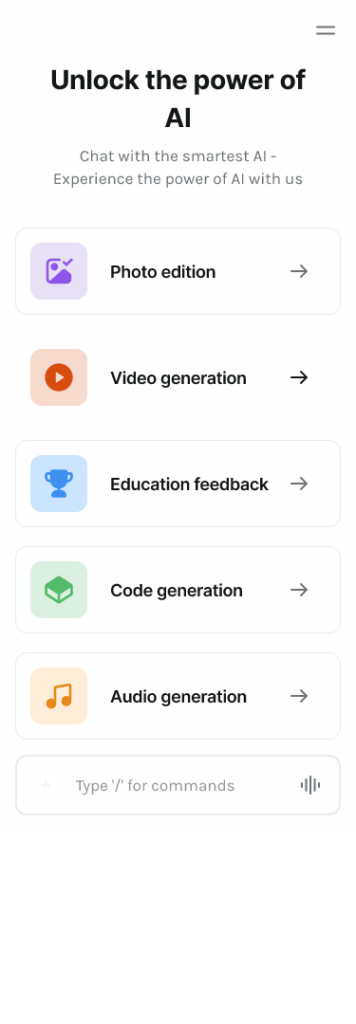 Unlock the power of
AI
Chat with the smartest AI -
Experience the power of AI with us
Photo edition
Video generation
Education feedback
Code generation
Audio generation
Type '/' for commands